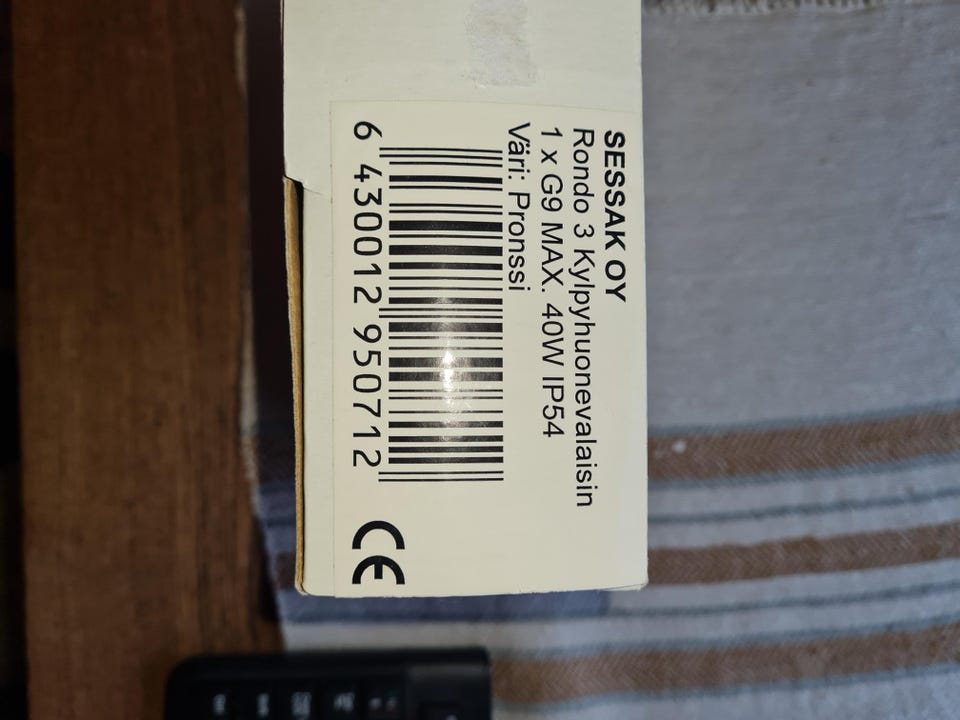 SESSAK OY
Rondo 3 Kylpyhuonevalaisin
1 x G9 MAX. 40W IP54
Väri: Pronssi
6 430012 950712
CE